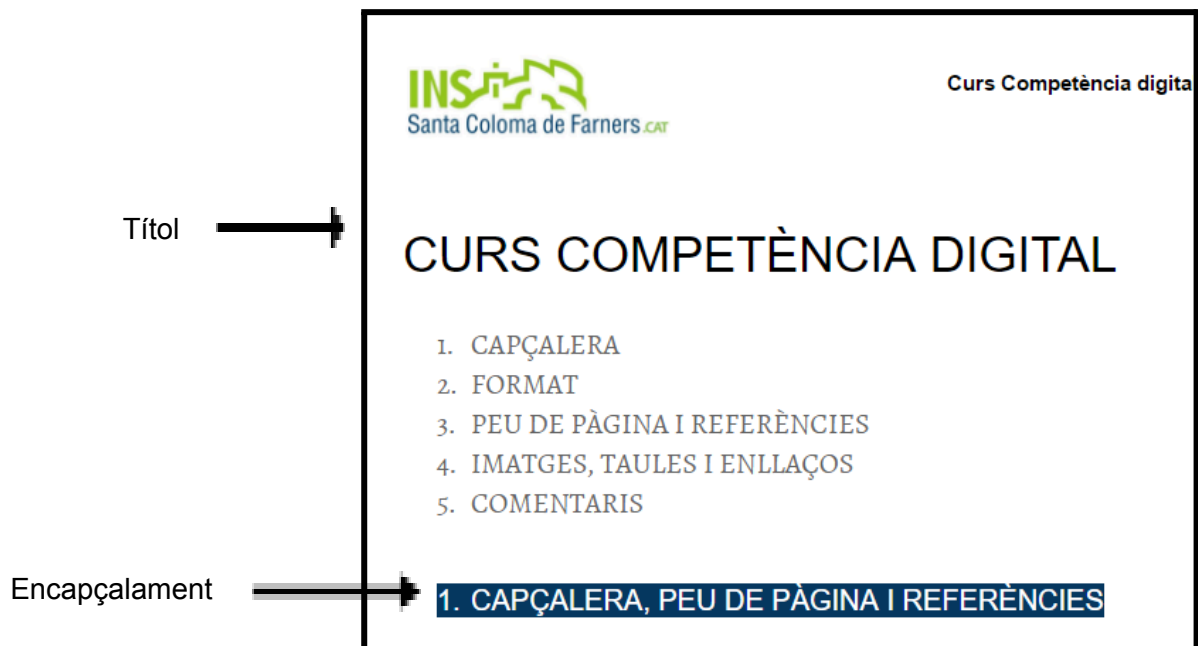 INS
Santa Coloma de Farners.CAT
Curs Competència digita
Títol
CURS COMPETÈNCIA DIGITAL
1. CAPÇALERA
2. FORMAT
3. PEU DE PÀGINA I REFERÈNCIES
4. IMATGES, TAULES I ENLLAÇOS
5. COMENTARIS
Encapçalament
1. CAPÇALERA, PEU DE PÀGINA I REFERÈNCIES